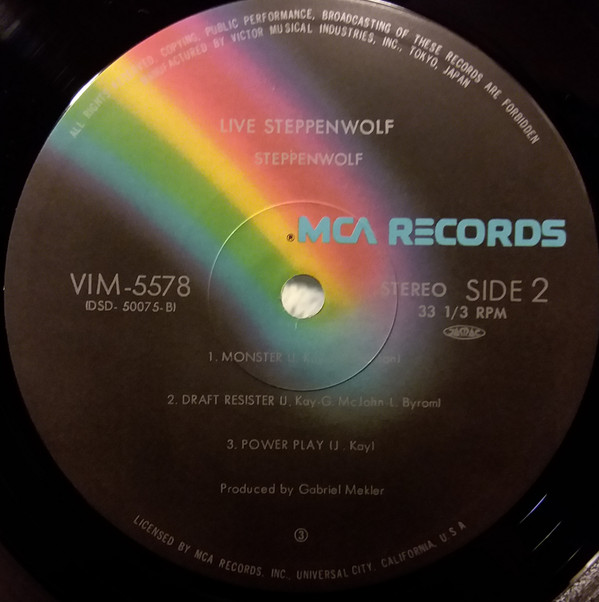 ALL RIGHTS RESERVED. COPYING, PUBLIC PERFORMANCE, BROADCASTING OF THESE RECORDS ARE FORBIDDEN
MANUFACTURED BY VICTOR MUSICAL INDUSTRIES, INC., TOKYO, JAPAN
LIVE STEPPENWOLF
STEPPENWOLF
®MCA RECORDS
VIM-5578
(DSD- 50075-B)
STEREO SIDE 2
33 1/3 RPM
1. MONSTER (J.
2. DRAFT RESISTER (J. Kay-G. McJohn-L. Byrom)
3. POWER PLAY (J. Kay)
Produced by Gabriel Mekler
③
LICENSED BY MCA RECORDS, INC., UNIVERSAL CITY, CALIFORNIA, U.S.A